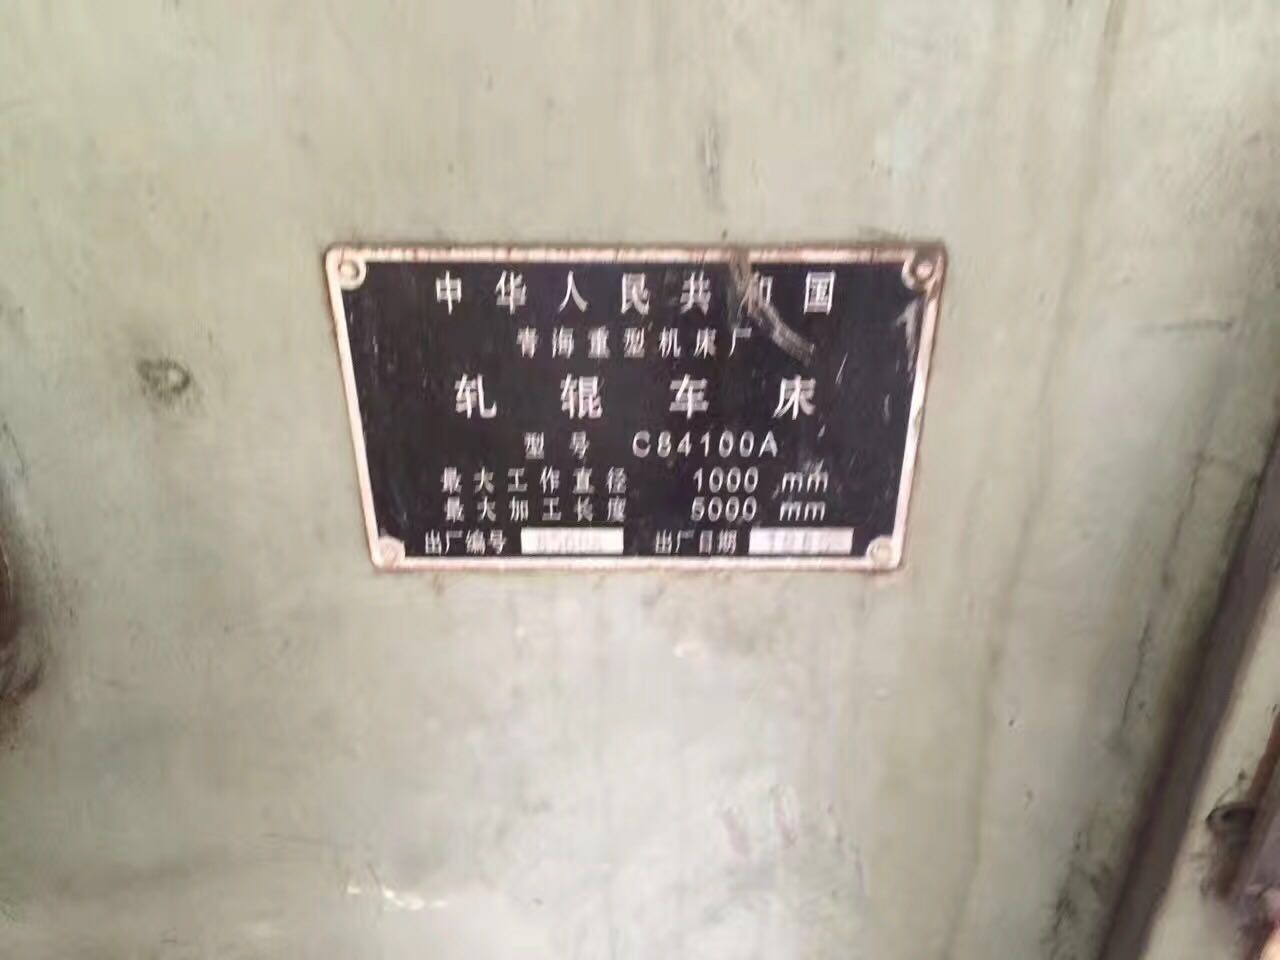 中华人民共和国
青海重型机床厂
轧辊车床
型号 C84100A
最大工作直径 1000 mm
最大加工长度 5000 mm
出厂编号 出厂日期